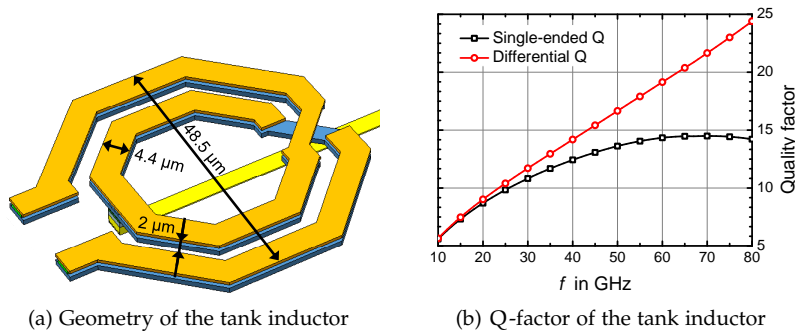 48.5 µm
4.4 µm
2 µm
(a) Geometry of the tank inductor
Single-ended Q
Differential Q
25
20
15
10
5
Quality factor
10 20 30 40 50 60 70 80
f in GHz
(b) Q-factor of the tank inductor